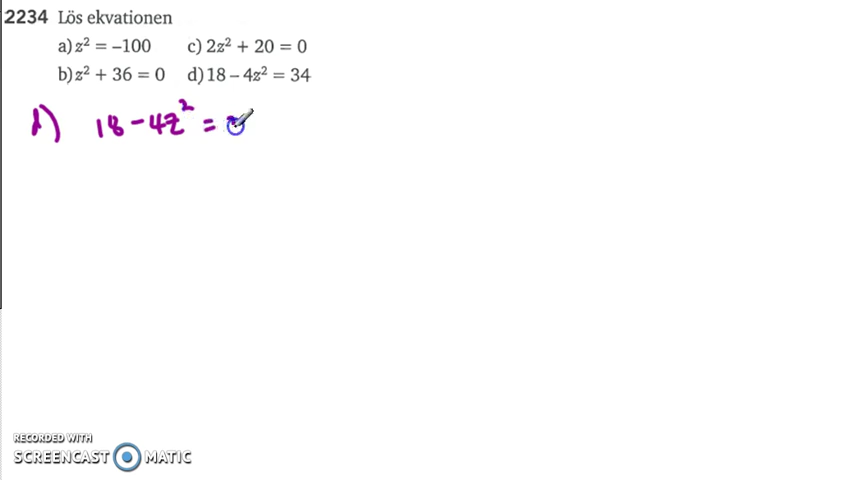 2234 Lös ekvationen
a) z² = –100 c) 2z² + 20 = 0
b) z² + 36 = 0 d) 18 – 4z² = 34
d) 18 - 4z² =
RECORDED WITH
SCREENCAST MATIC